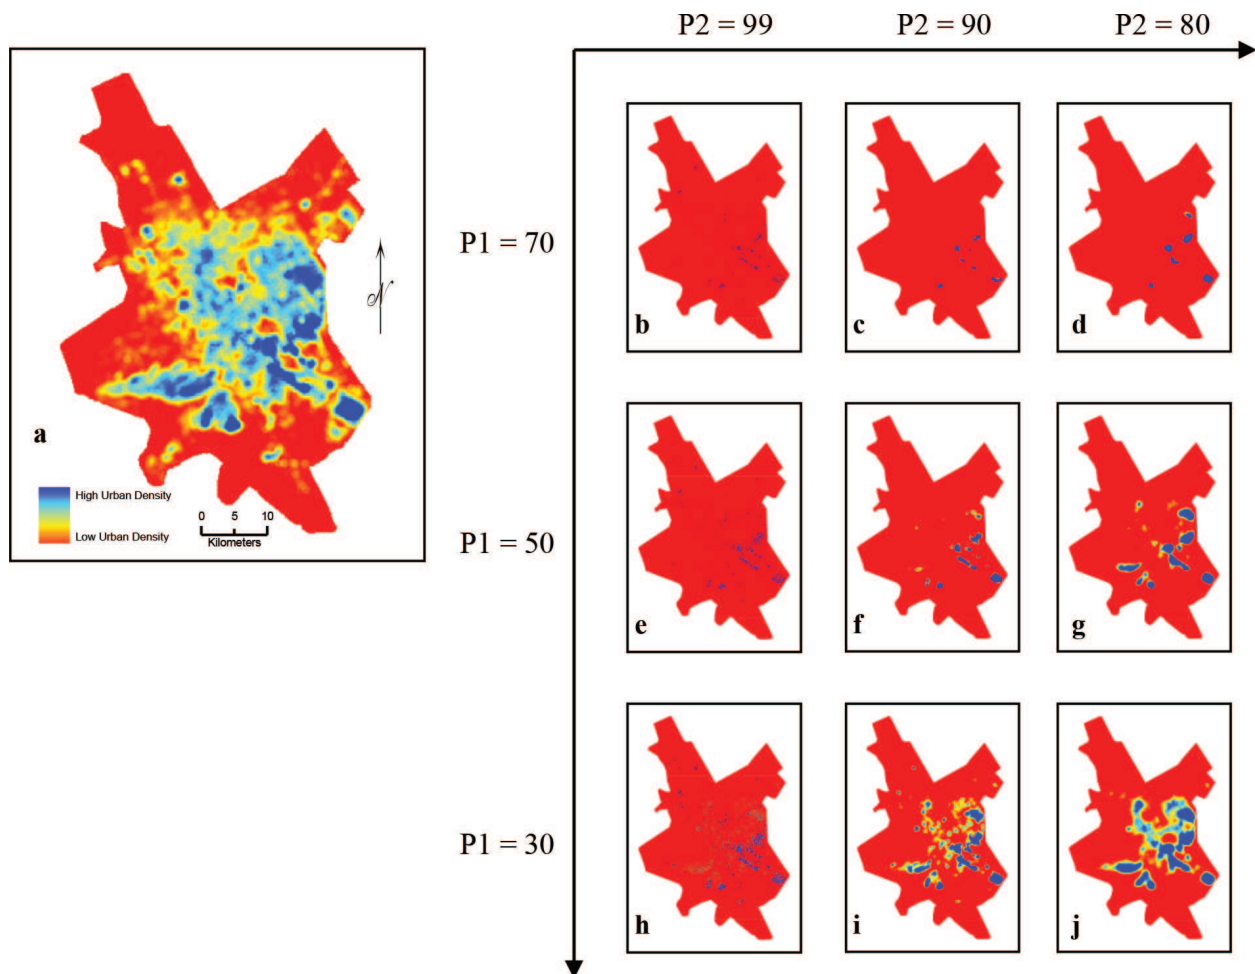 P2 = 99
P2 = 90
P2 = 80
N
a
High Urban Density
Low Urban Density
0 5 10
Kilometers
P1 = 70
b
c
d
P1 = 50
e
f
g
P1 = 30
h
i
j